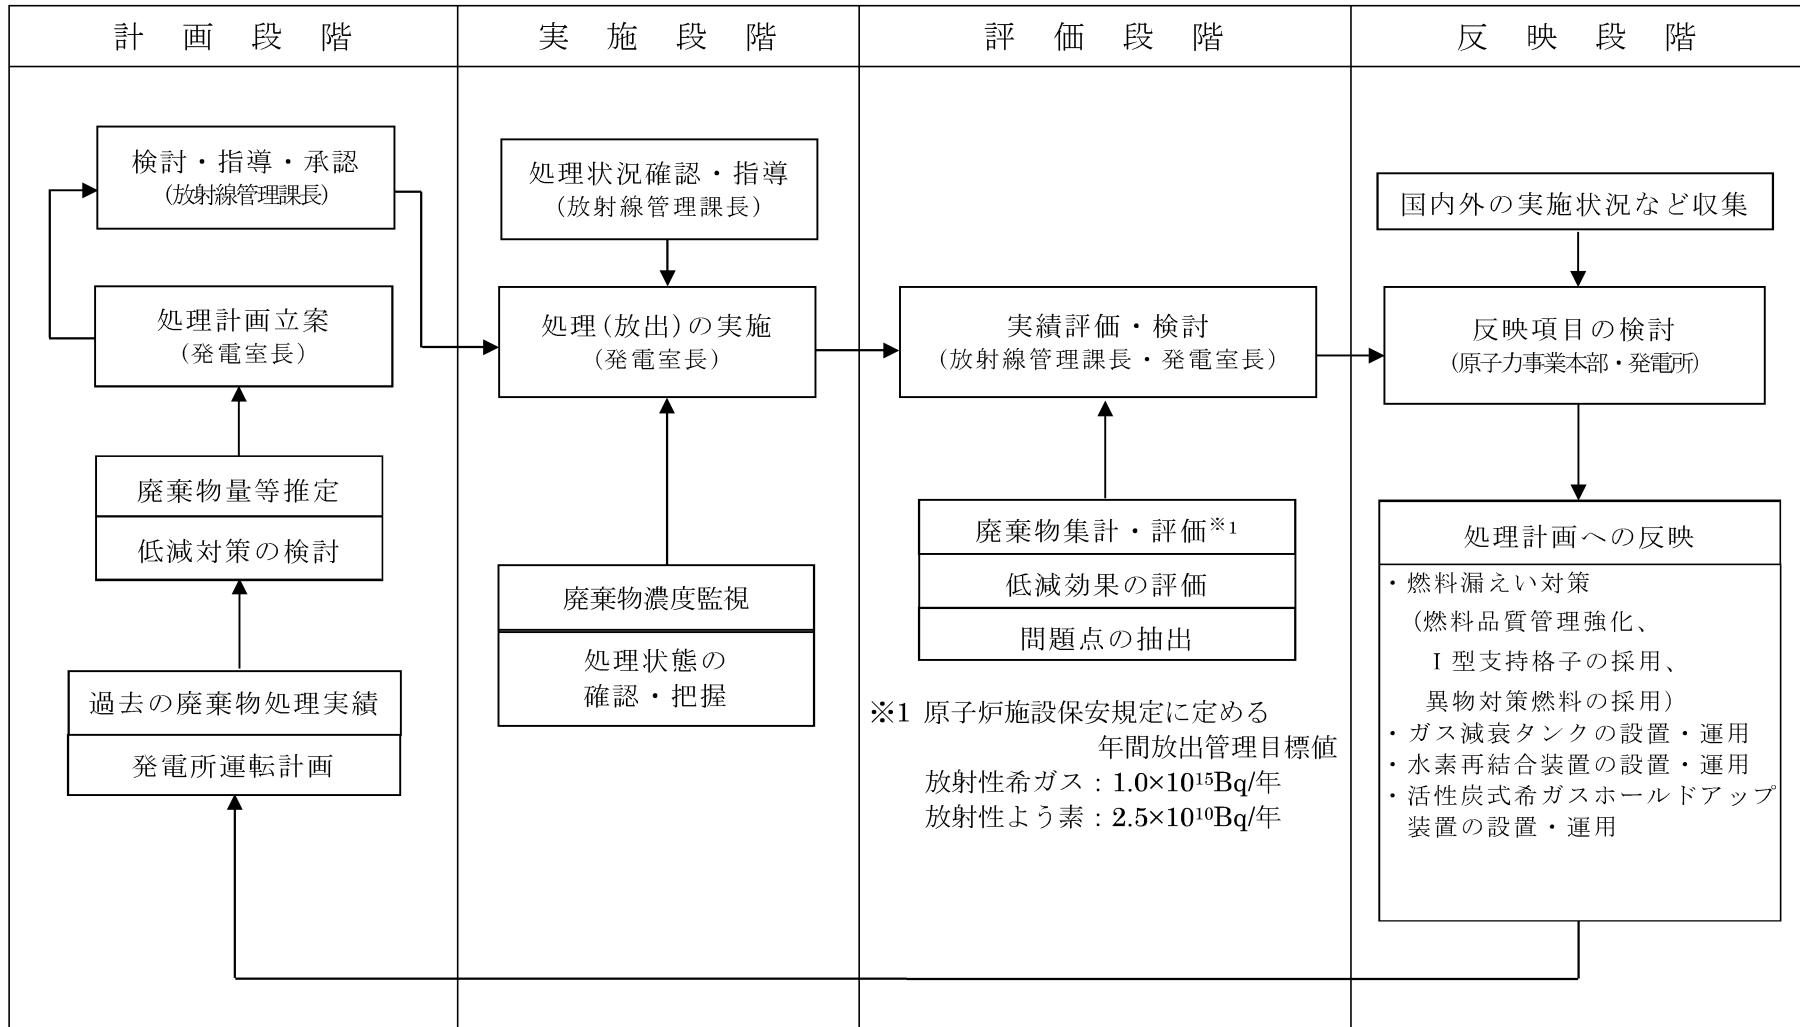 計画段階
実施段階
評価段階
反映段階
検討・指導・承認
(放射線管理課長)
処理計画立案
(発電室長)
廃棄物量等推定
低減対策の検討
過去の廃棄物処理実績
発電所運転計画
処理状況確認・指導
(放射線管理課長)
処理(放出)の実施
(発電室長)
廃棄物濃度監視
処理状態の
確認・把握
実績評価・検討
(放射線管理課長・発電室長)
廃棄物集計・評価※1
低減効果の評価
問題点の抽出
※1 原子炉施設保安規定に定める
年間放出管理目標値
放射性希ガス：1.0×10¹⁵Bq/年
放射性よう素：2.5×10¹⁰Bq/年
国内外の実施状況など収集
反映項目の検討
(原子力事業本部・発電所)
処理計画への反映
・燃料漏えい対策
(燃料品質管理強化、
Ⅰ型支持格子の採用、
異物対策燃料の採用)
・ガス減衰タンクの設置・運用
・水素再結合装置の設置・運用
・活性炭式希ガスホールドアップ
装置の設置・運用